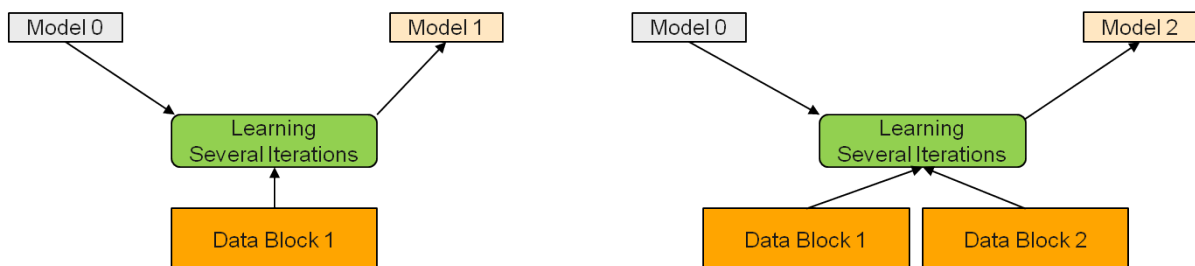 Model 0
Model 1
Learning
Several Iterations
Data Block 1
Model 0
Model 2
Learning
Several Iterations
Data Block 1
Data Block 2